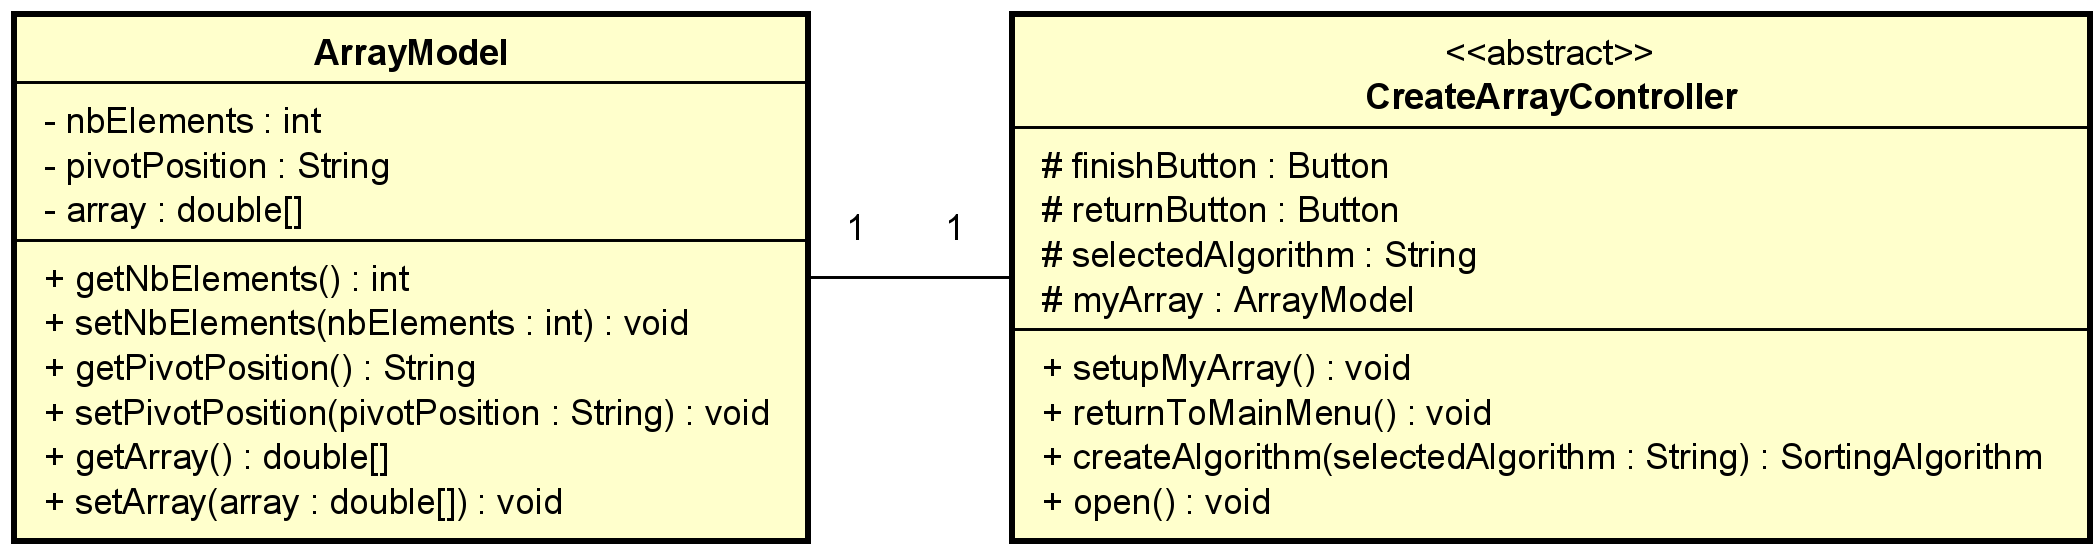 ArrayModel
- nbElements : int
- pivotPosition : String
- array : double[]
+ getNbElements() : int
+ setNbElements(nbElements : int) : void
+ getPivotPosition() : String
+ setPivotPosition(pivotPosition : String) : void
+ getArray() : double[]
+ setArray(array : double[]) : void
1 1
<<abstract>>
CreateArrayController
# finishButton : Button
# returnButton : Button
# selectedAlgorithm : String
# myArray : ArrayModel
+ setupMyArray() : void
+ returnToMainMenu() : void
+ createAlgorithm(selectedAlgorithm : String) : SortingAlgorithm
+ open() : void